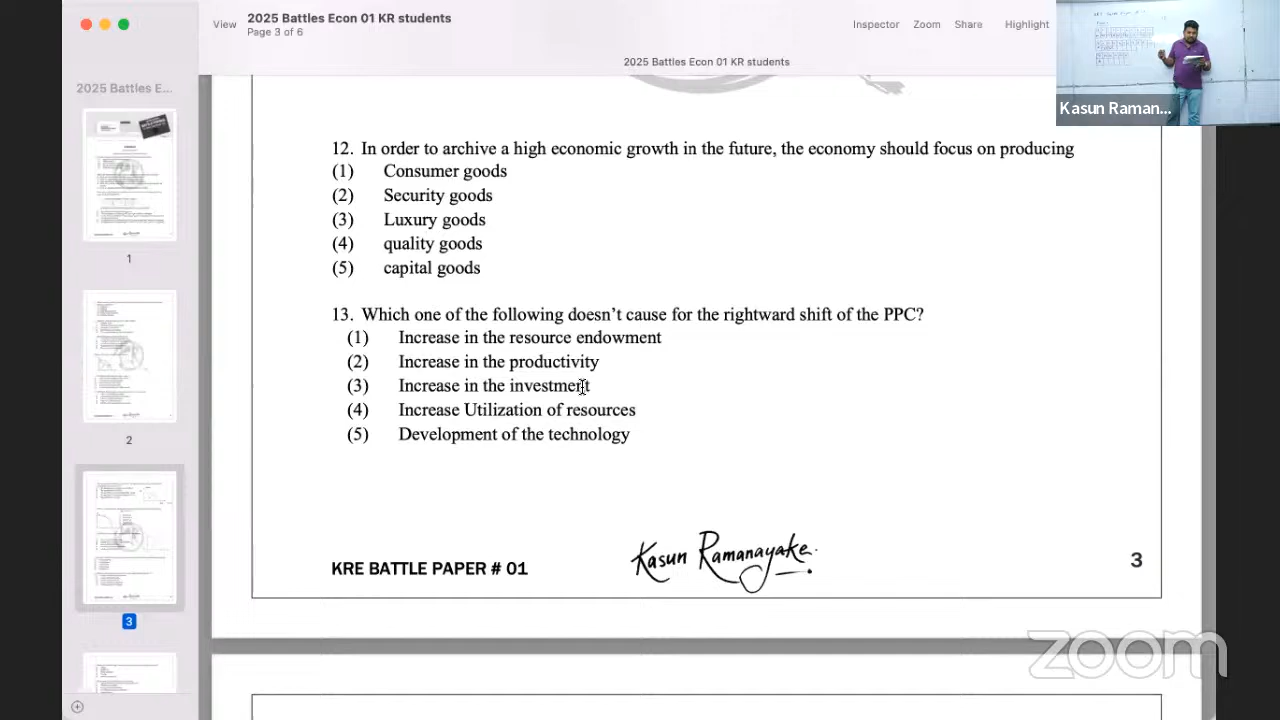 2025 Battles Econ 01 KR students
Page 3 of 6
View
Inspector
Zoom
Share
Highlight
2025 Battles Econ 01 KR students
2025 Battles E...
1
2
3
12. In order to archive a high economic growth in the future, the economy should focus on producing
(1) Consumer goods
(2) Security goods
(3) Luxury goods
(4) quality goods
(5) capital goods
13. Which one of the following doesn't cause for the rightward shift of the PPC?
(1) Increase in the resource endowment
(2) Increase in the productivity
(3) Increase in the investment
(4) Increase Utilization of resources
(5) Development of the technology
KRE BATTLE PAPER # 01
Kasun Ramanayake.
3
Kasun Raman...
zoom